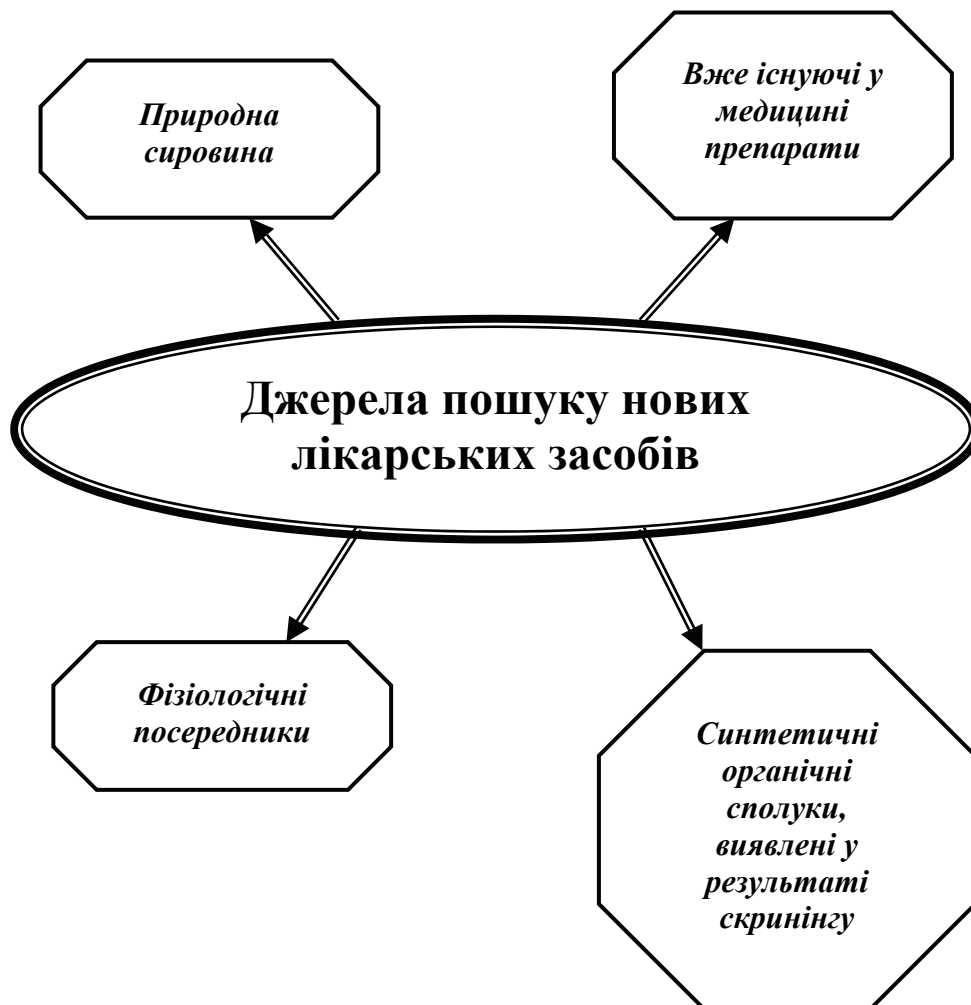 Природна
сировина
Вже існуючі у
медицині
препарати
Джерела пошуку нових
лікарських засобів
Фізіологічні
посередники
Синтетичні
органічні
сполуки,
виявлені у
результаті
скринінгу